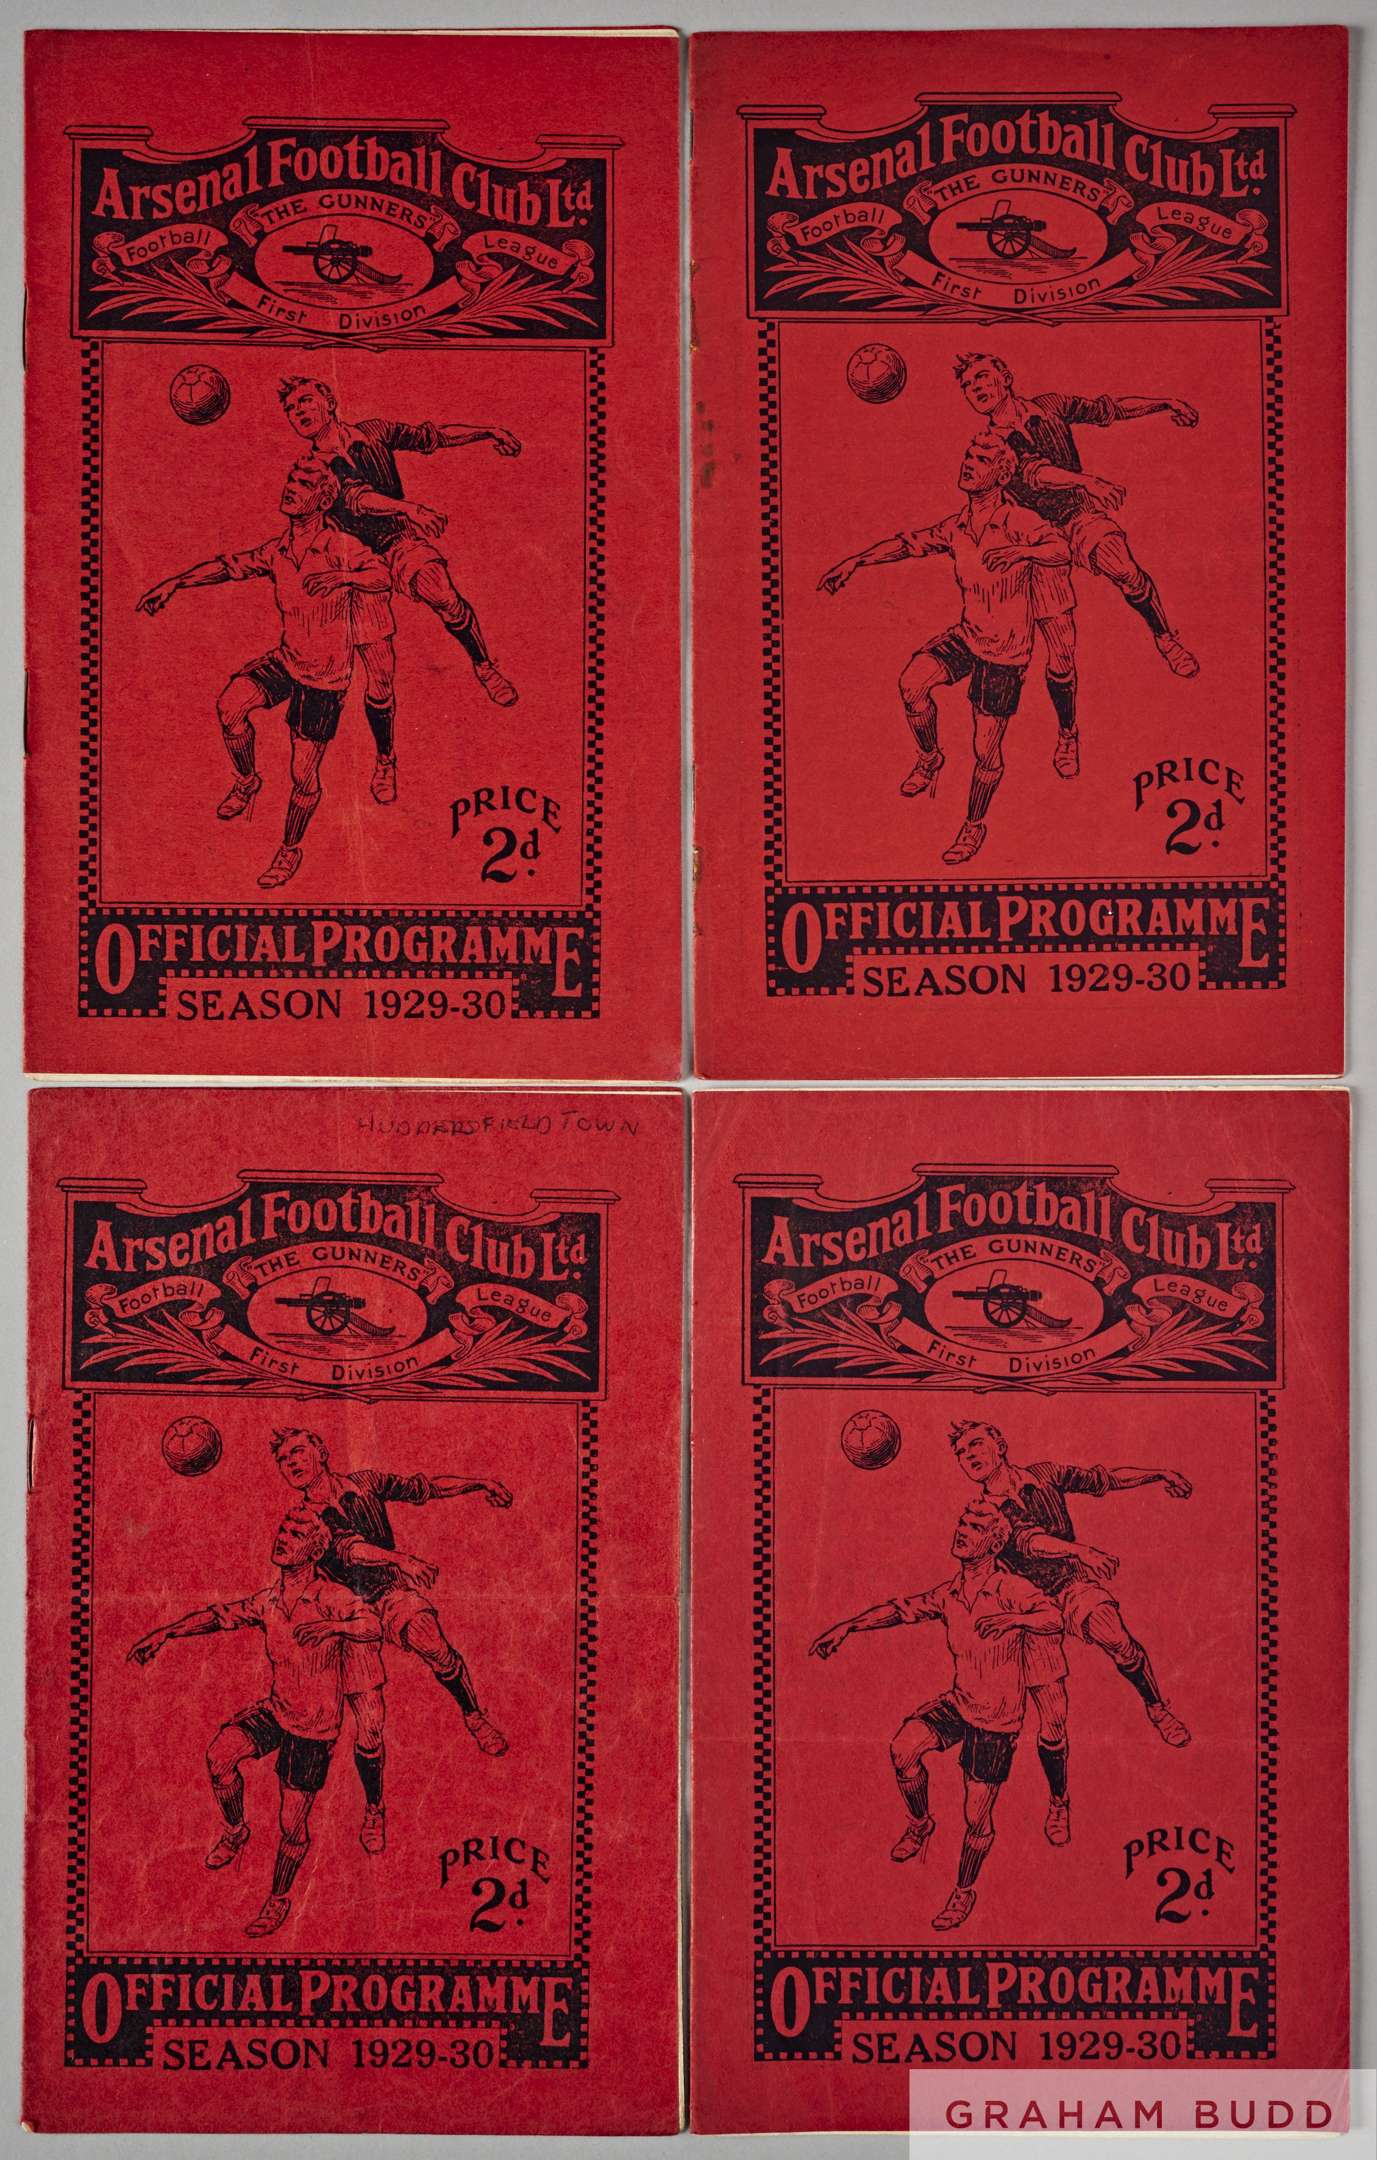 Arsenal Football Club Ltd.
THE GUNNERS
Football League
First Division
PRICE
2d.
OFFICIAL PROGRAMME
SEASON 1929-30
Arsenal Football Club Ltd.
THE GUNNERS
Football League
First Division
PRICE
2d.
OFFICIAL PROGRAMME
SEASON 1929-30
HUDDERSFIELD TOWN
Arsenal Football Club Ltd.
THE GUNNERS
Football League
First Division
PRICE
2d.
OFFICIAL PROGRAMME
SEASON 1929-30
Arsenal Football Club Ltd.
THE GUNNERS
Football League
First Division
PRICE
2d.
OFFICIAL PROGRAMME
SEASON 1929-30
GRAHAM BUDD